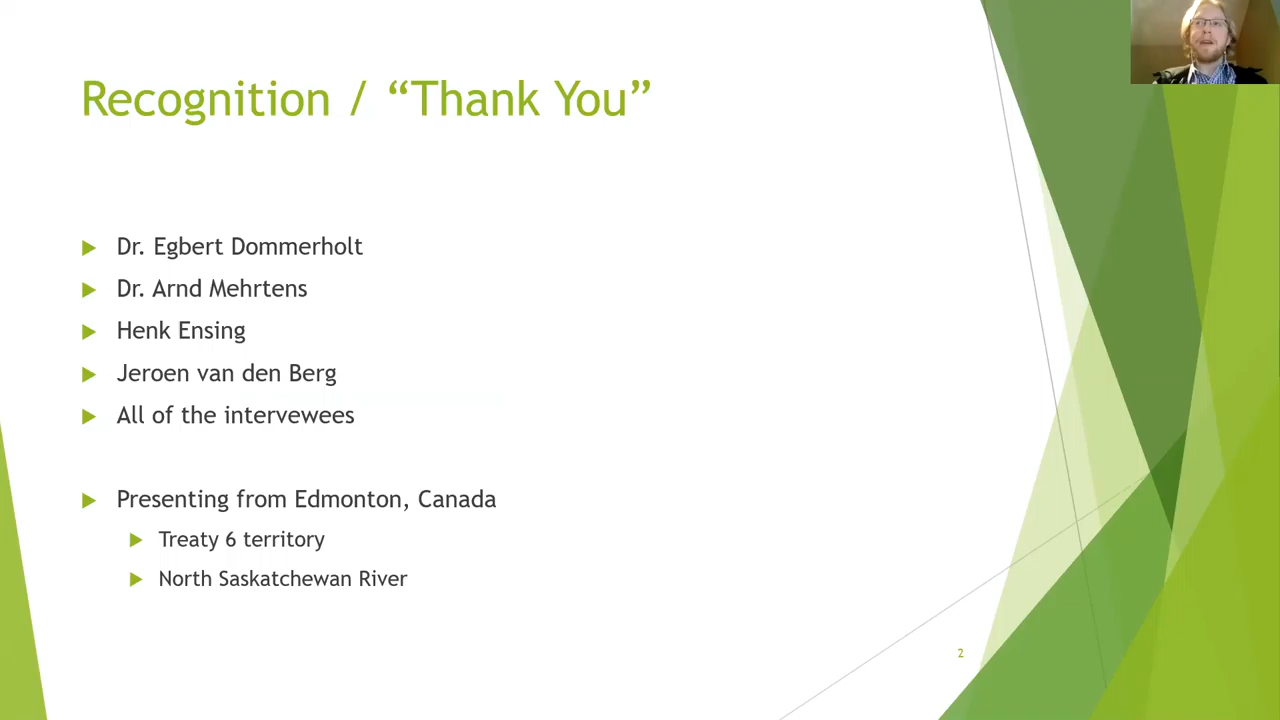 Recognition / “Thank You”
Dr. Egbert Dommerholt
Dr. Arnd Mehrtens
Henk Ensing
Jeroen van den Berg
All of the intervewees
Presenting from Edmonton, Canada
Treaty 6 territory
North Saskatchewan River
2